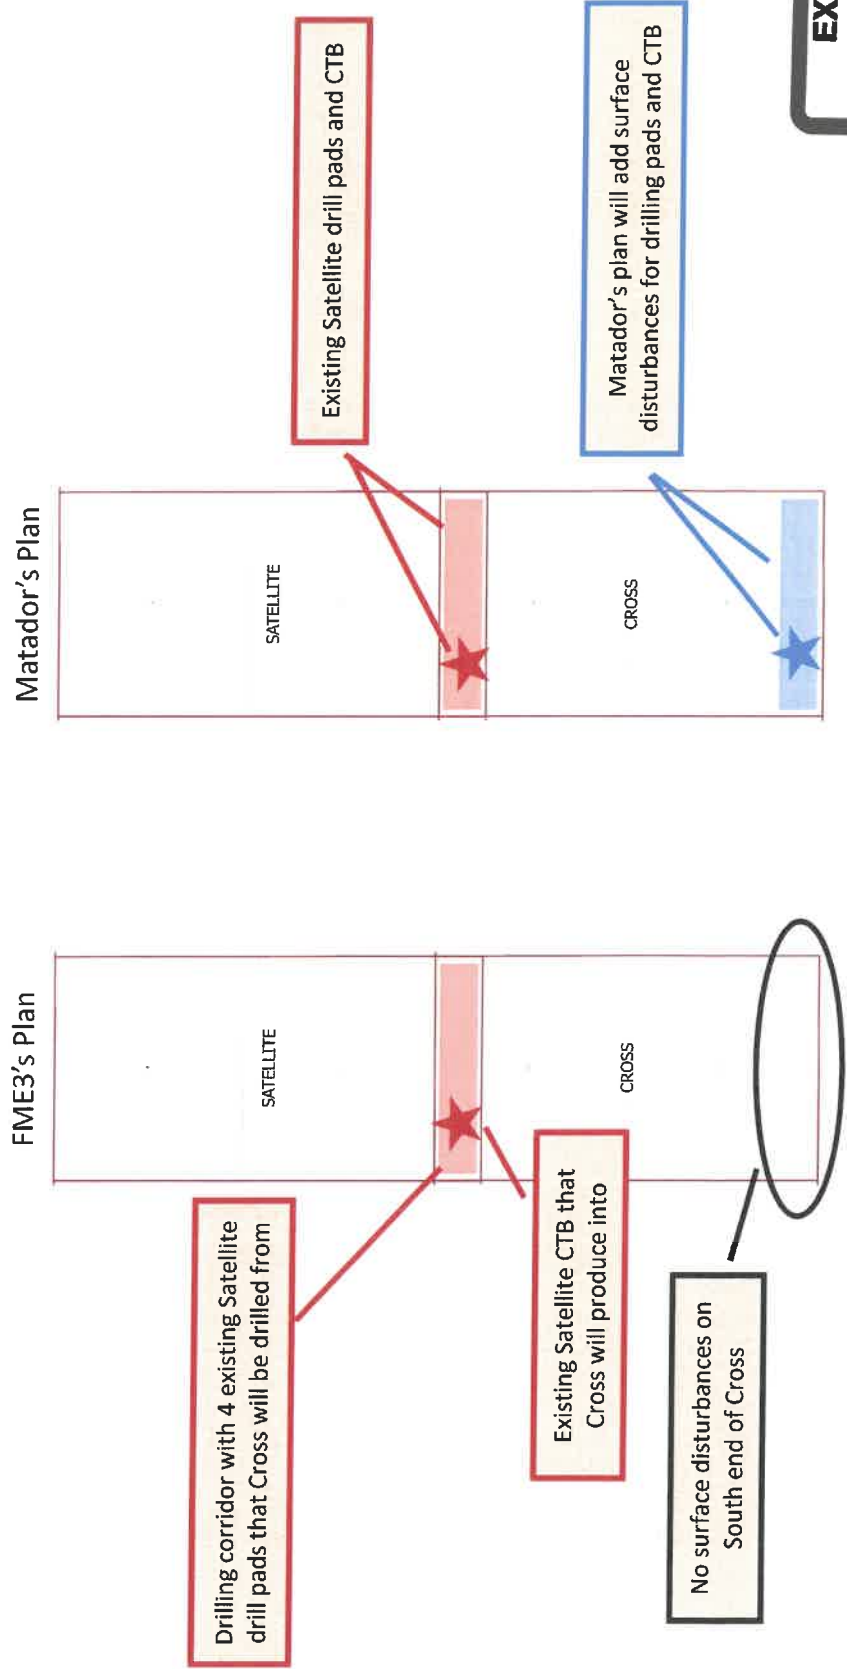 FME3's Plan
Drilling corridor with 4 existing Satellite
drill pads that Cross will be drilled from
SATELLITE
Existing Satellite CTB that
Cross will produce into
CROSS
No surface disturbances on
South end of Cross
Matador's Plan
SATELLITE
Existing Satellite drill pads and CTB
CROSS
Matador's plan will add surface
disturbances for drilling pads and CTB
EX